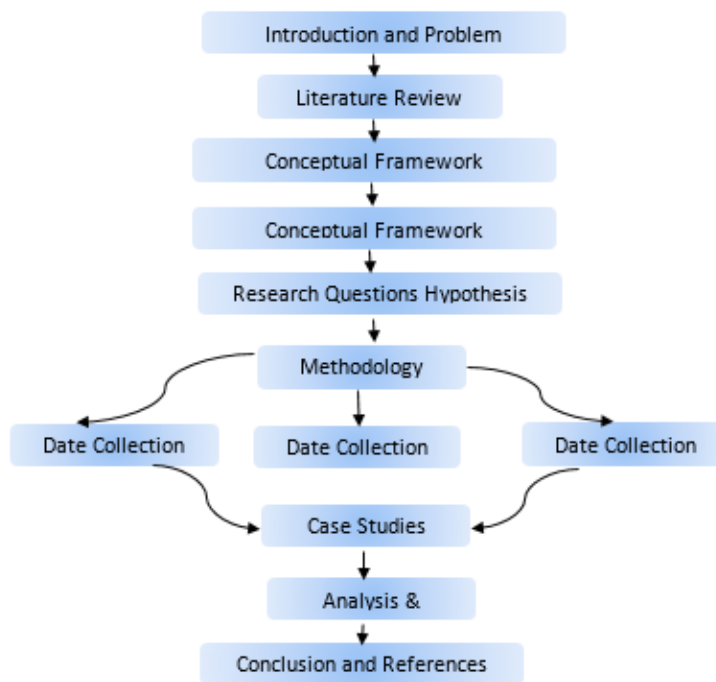 Introduction and Problem
Literature Review
Conceptual Framework
Conceptual Framework
Research Questions Hypothesis
Methodology
Date Collection
Date Collection
Date Collection
Case Studies
Analysis &
Conclusion and References